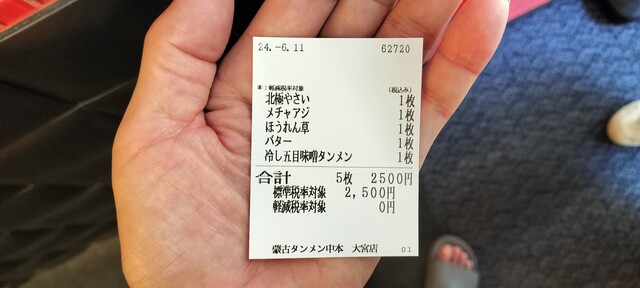 24.-6.11 62720
本:軽減税率対象 (税込み)
北極やさい 1枚
メチャアジ 1枚
ほうれん草 1枚
バター 1枚
冷し五目味噌タンメン 1枚
合計 5枚 2500円
標準税率対象 2,500円
軽減税率対象 0円
蒙古タンメン中本 大宮店 01